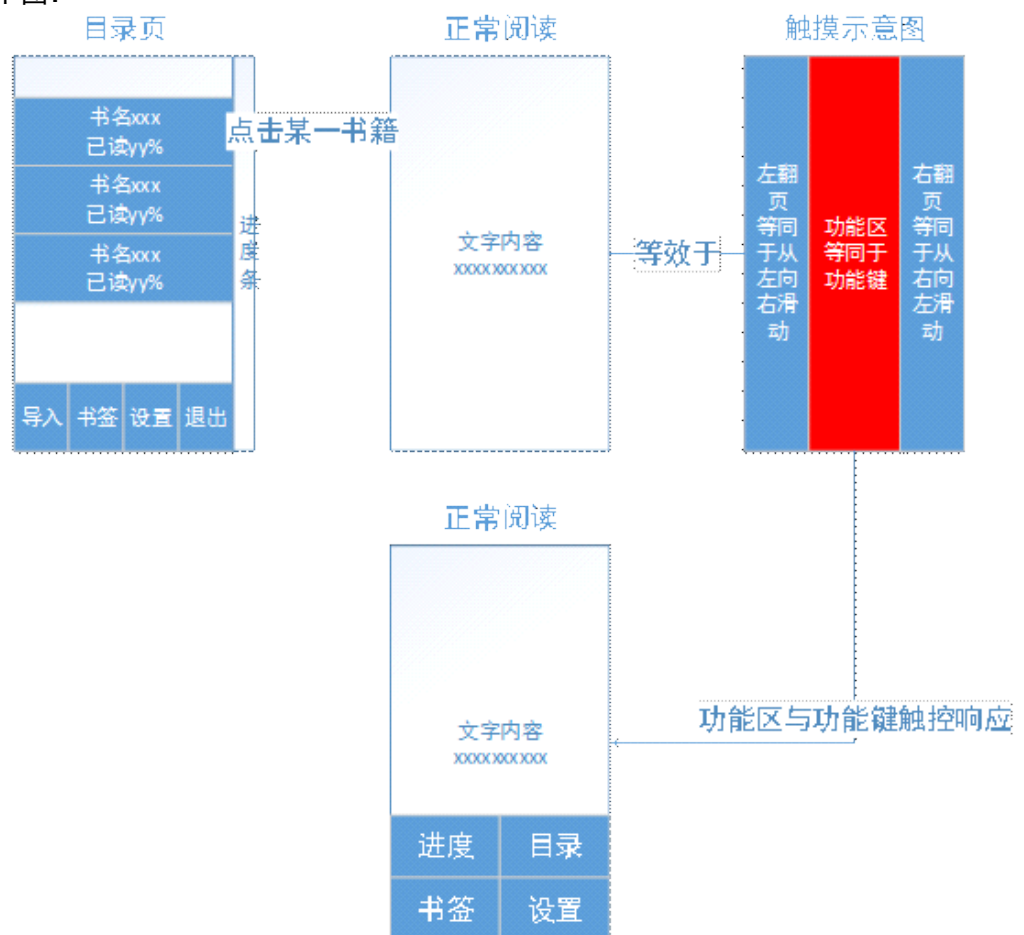 目录页
正常阅读
触摸示意图
书名xxx
已读yy%
书名xxx
已读yy%
书名xxx
已读yy%
进
度
条
导入
书签
设置
退出
点击某一书籍
文字内容
xxxxxxxxxx
等效于
左翻
页
等同
于从
左向
右滑
动
功能区
等同于
功能键
右翻
页
等同
于从
右向
左滑
动
正常阅读
功能区与功能键触控响应
文字内容
xxxxxxxxxx
进度
目录
书签
设置